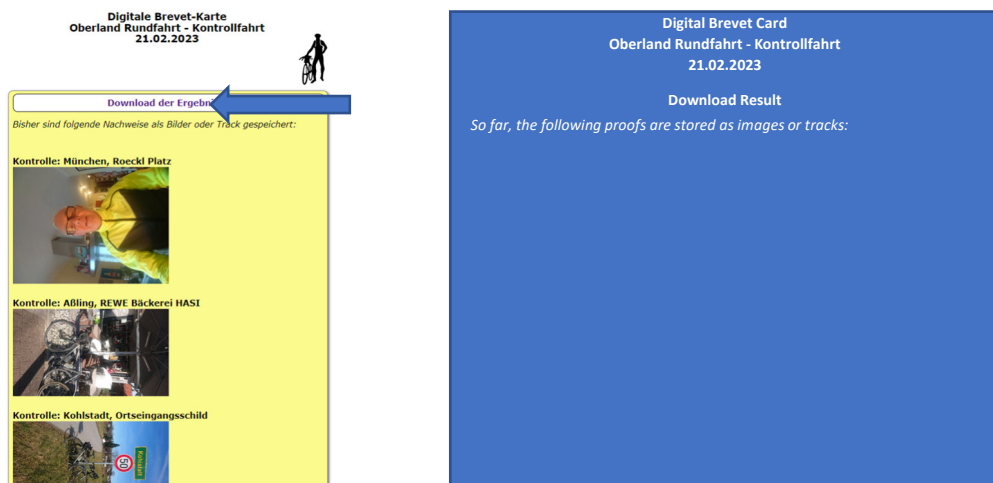 Digitale Brevet-Karte
Oberland Rundfahrt - Kontrollfahrt
21.02.2023
Download der
Bisher sind folgende Nachweise als Bilder oder Track gespeichert:
Kontrolle: München, Roeckl Platz
Kontrolle: Aßling, REWE Bäckerei HASI
Kontrolle: Kohlstadt, Ortseingangsschild
50
Digital Brevet Card
Oberland Rundfahrt - Kontrollfahrt
21.02.2023
Download Result
So far, the following proofs are stored as images or tracks: